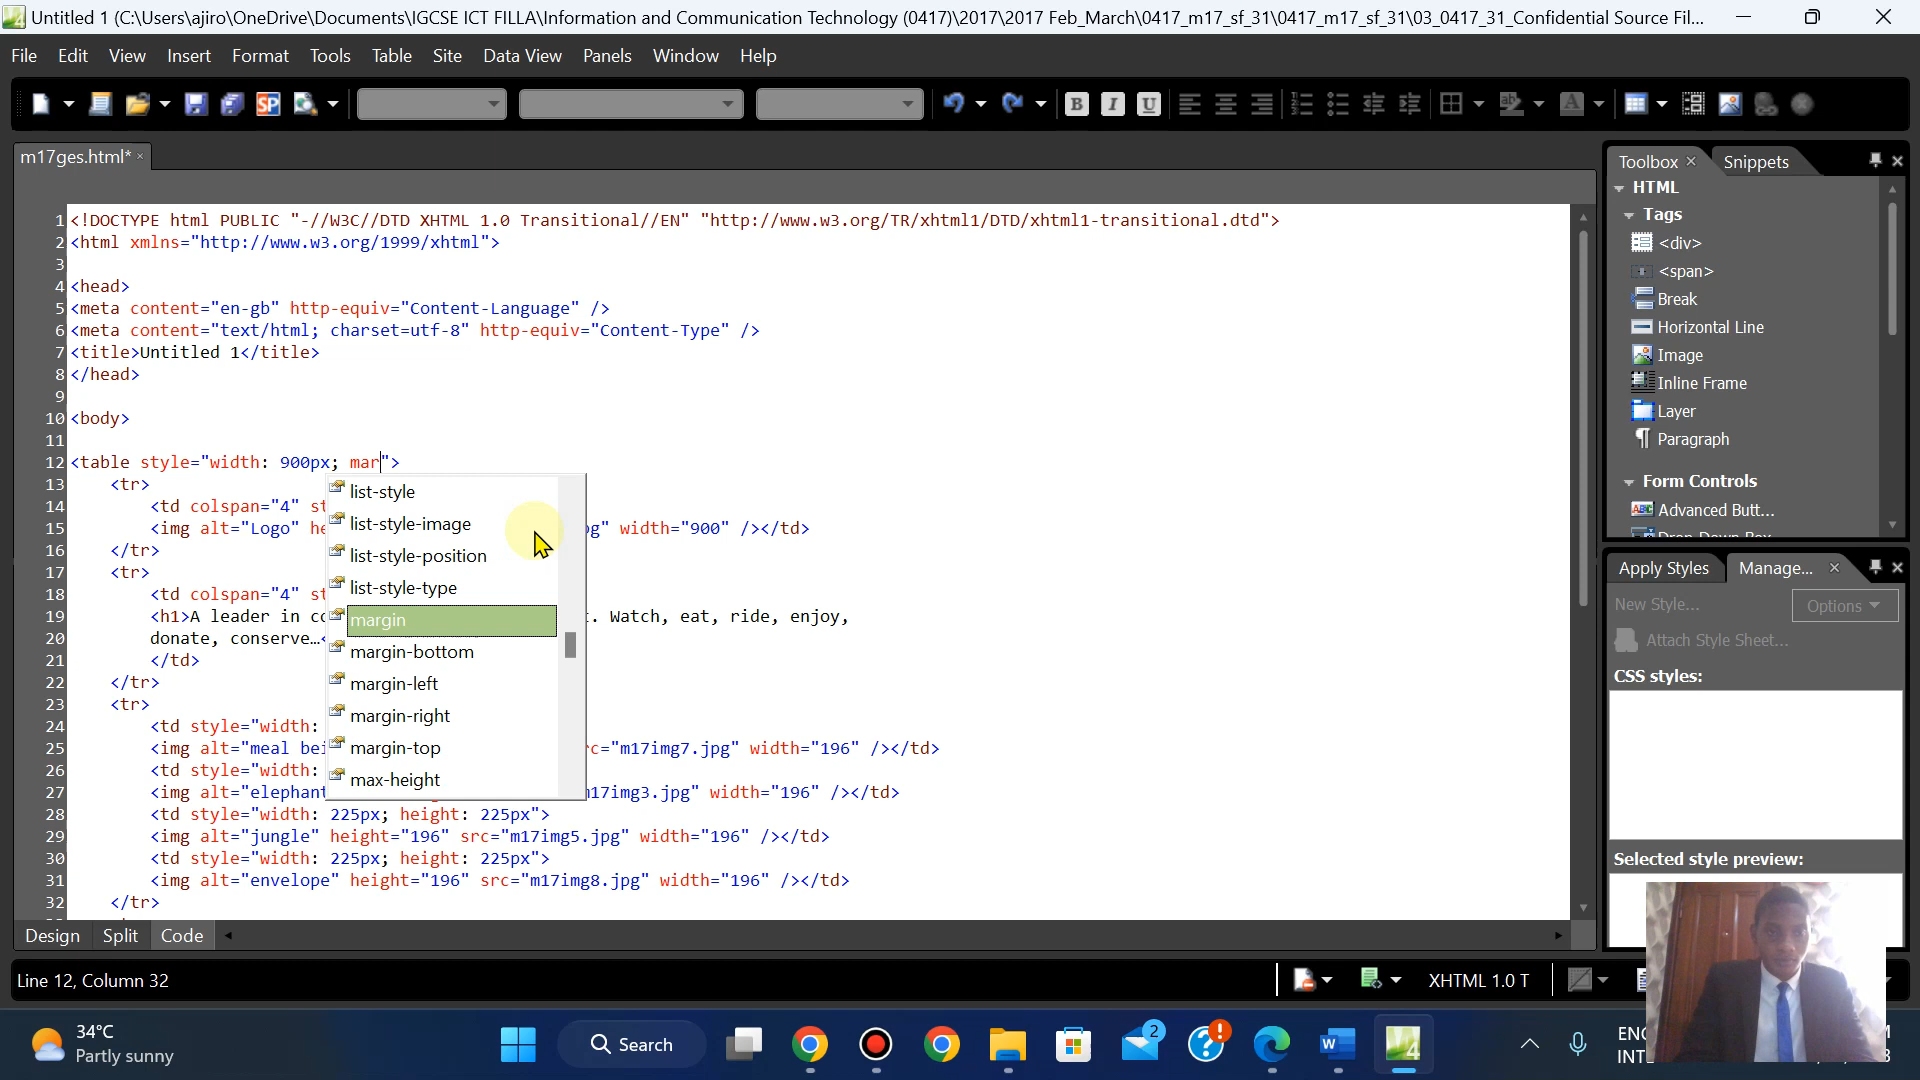 Untitled 1 (C:\Users\ajiro\OneDrive\Documents\IGCSE ICT FILLA\Information and Communication Technology (0417)\2017\2017 Feb_March\0417_m17_sf_31\0417_m17_sf_31\03_0417_31_Confidential Source Fil...
File Edit View Insert Format Tools Table Site Data View Panels Window Help
m17ges.html*
1 <!DOCTYPE html PUBLIC "-//W3C//DTD XHTML 1.0 Transitional//EN" "http://www.w3.org/TR/xhtml1/DTD/xhtml1-transitional.dtd">
2 <html xmlns="http://www.w3.org/1999/xhtml">
3
4 <head>
5 <meta content="en-gb" http-equiv="Content-Language" />
6 <meta content="text/html; charset=utf-8" http-equiv="Content-Type" />
7 <title>Untitled 1</title>
8 </head>
9
10 <body>
11
12 <table style="width: 900px; mar">
13 <tr>
14 <td colspan="4" st
15 <img alt="Logo" he g" width="900" /></td>
16 </tr>
17 <tr>
18 <td colspan="4" st
19 <h1>A leader in co . Watch, eat, ride, enjoy,
20 donate, conserve…
21 </td>
22 </tr>
23 <tr>
24 <td style="width:
25 <img alt="meal bei c="m17img7.jpg" width="196" /></td>
26 <td style="width:
27 <img alt="elephant 17img3.jpg" width="196" /></td>
28 <td style="width: 225px; height: 225px">
29 <img alt="jungle" height="196" src="m17img5.jpg" width="196" /></td>
30 <td style="width: 225px; height: 225px">
31 <img alt="envelope" height="196" src="m17img8.jpg" width="196" /></td>
32 </tr>
list-style
list-style-image
list-style-position
list-style-type
margin
margin-bottom
margin-left
margin-right
margin-top
max-height
Design Split Code
Line 12, Column 32
XHTML 1.0 T
Toolbox Snippets
HTML
Tags
<div>
<span>
Break
Horizontal Line
Image
Inline Frame
Layer
Paragraph
Form Controls
Advanced Butt...
Apply Styles Manage...
New Style... Options
Attach Style Sheet...
CSS styles:
Selected style preview:
34°C
Partly sunny
Search
2